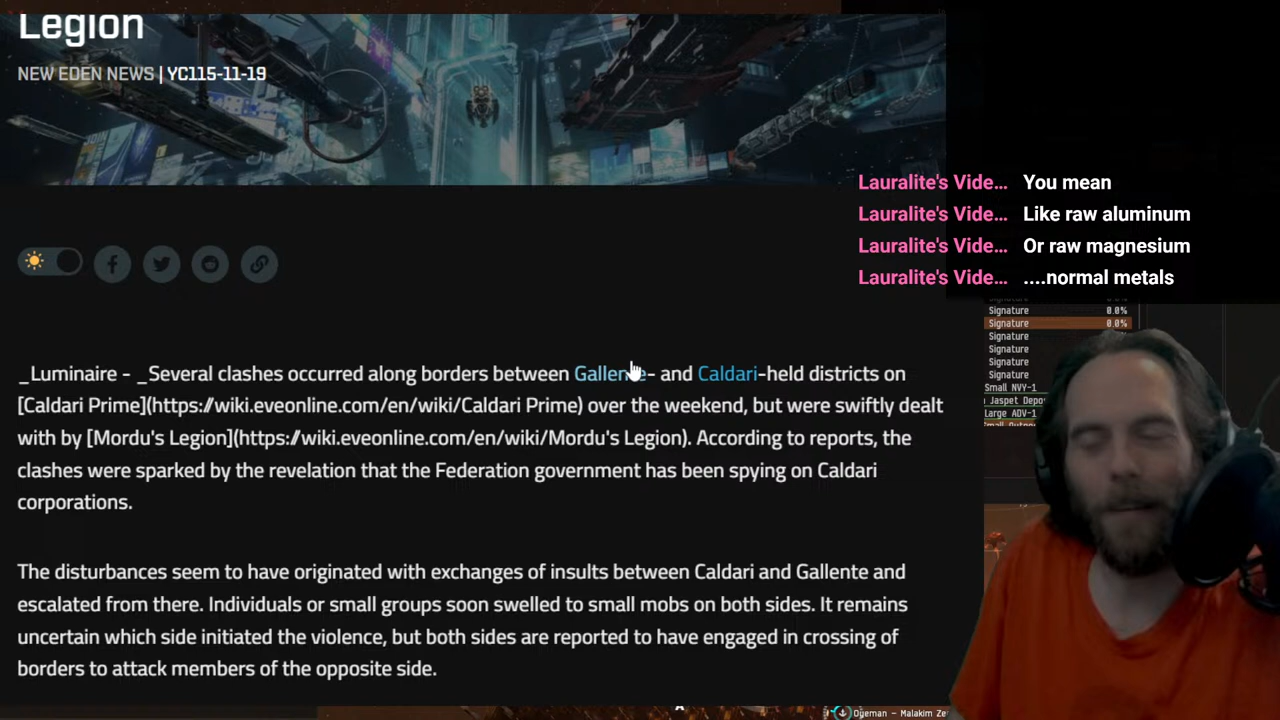 Legion
NEW EDEN NEWS | YC115-11-19
Lauralite's Vide... You mean
Lauralite's Vide... Like raw aluminum
Lauralite's Vide... Or raw magnesium
Lauralite's Vide... ....normal metals
Signature
Signature 0.0%
Signature 0.0%
Signature
Signature
Signature
Signature
Small NVY-1
Large ADV-1
_Luminaire - _Several clashes occurred along borders between Gallente- and Caldari-held districts on
[Caldari Prime](https://wiki.eveonline.com/en/wiki/Caldari Prime) over the weekend, but were swiftly dealt
with by [Mordu's Legion](https://wiki.eveonline.com/en/wiki/Mordu's Legion). According to reports, the
clashes were sparked by the revelation that the Federation government has been spying on Caldari
corporations.
The disturbances seem to have originated with exchanges of insults between Caldari and Gallente and
escalated from there. Individuals or small groups soon swelled to small mobs on both sides. It remains
uncertain which side initiated the violence, but both sides are reported to have engaged in crossing of
borders to attack members of the opposite side.